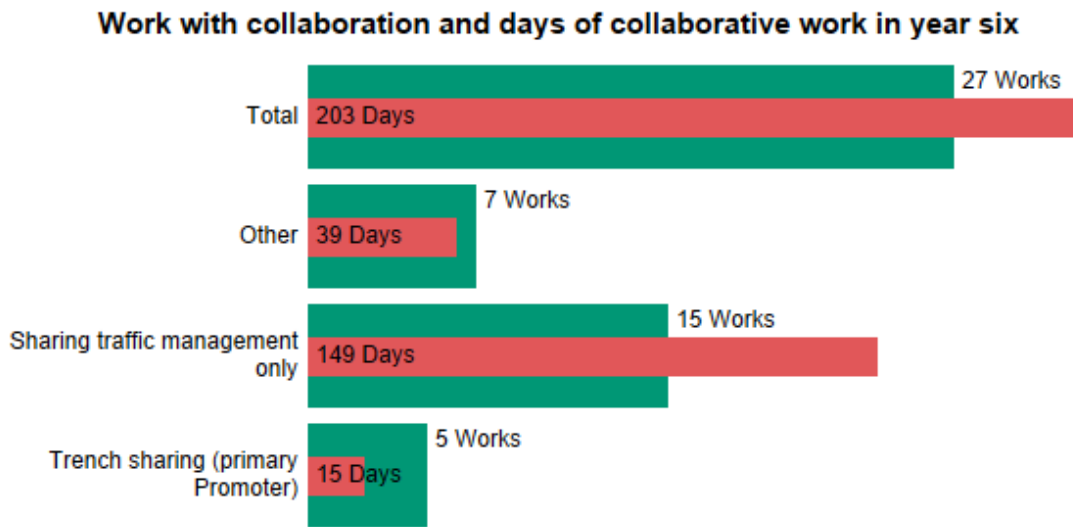 Work with collaboration and days of collaborative work in year six
27 Works
Total
203 Days
7 Works
Other
39 Days
15 Works
Sharing traffic management
only
149 Days
5 Works
Trench sharing (primary
Promoter)
15 Days